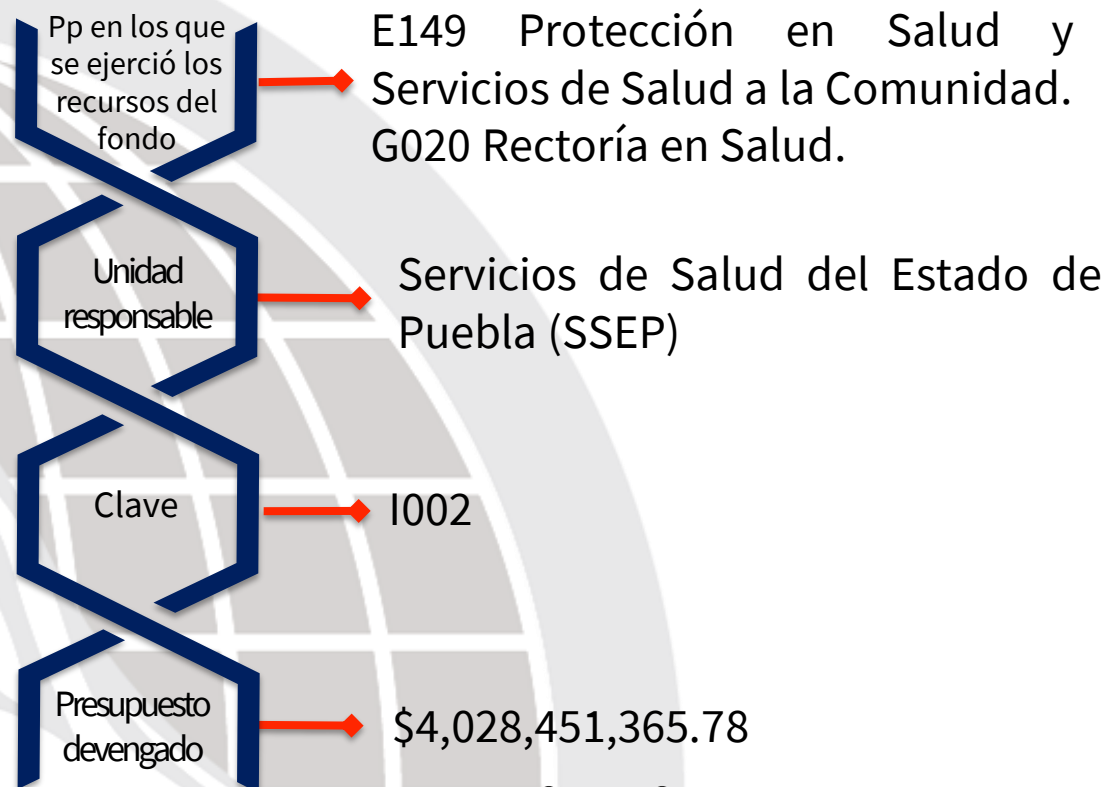 Pp en los que
se ejerció los
recursos del
fondo
E149 Protección en Salud y
Servicios de Salud a la Comunidad.
G020 Rectoría en Salud.
Unidad
responsable
Servicios de Salud del Estado de
Puebla (SSEP)
Clave
I002
Presupuesto
devengado
$4,028,451,365.78